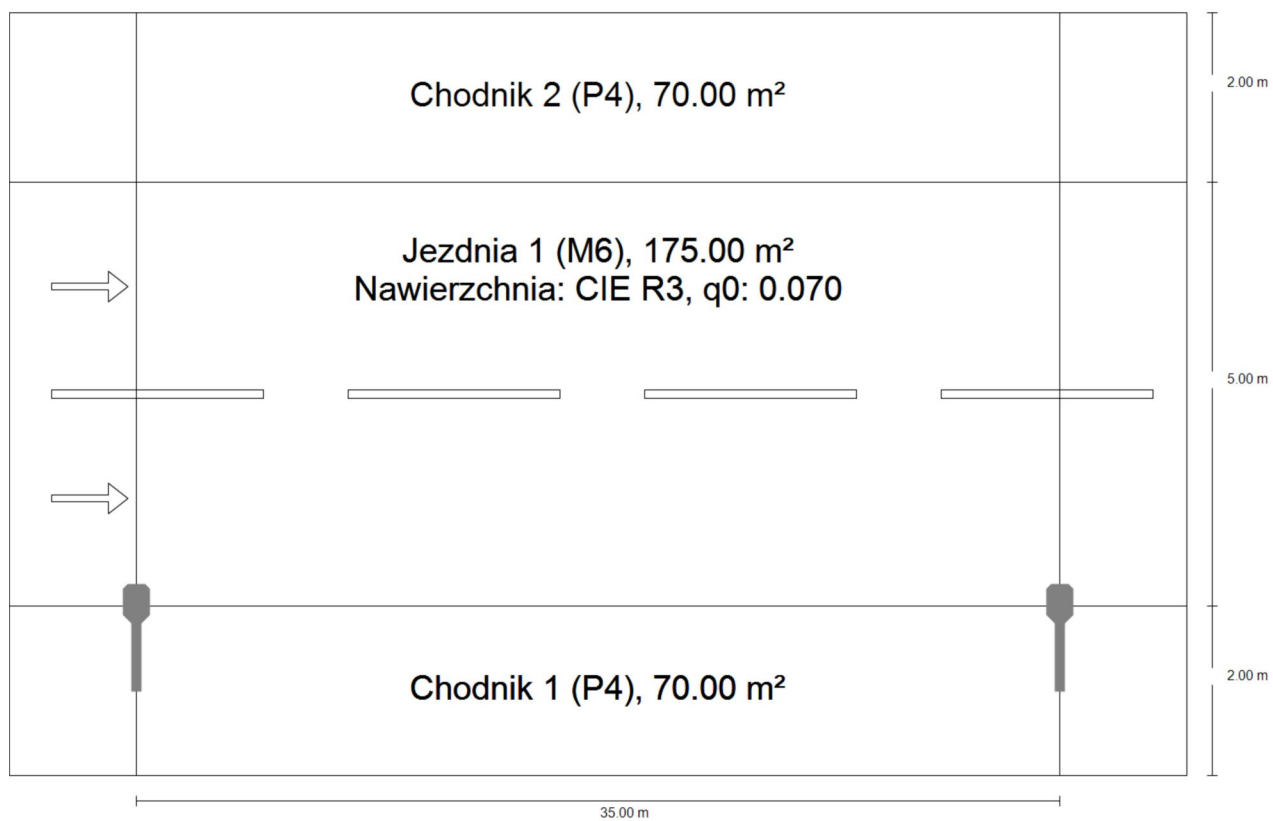 Chodnik 2 (P4), 70.00 m²
2.00 m
Jezdnia 1 (M6), 175.00 m²
Nawierzchnia: CIE R3, q0: 0.070
5.00 m
Chodnik 1 (P4), 70.00 m²
2.00 m
35.00 m